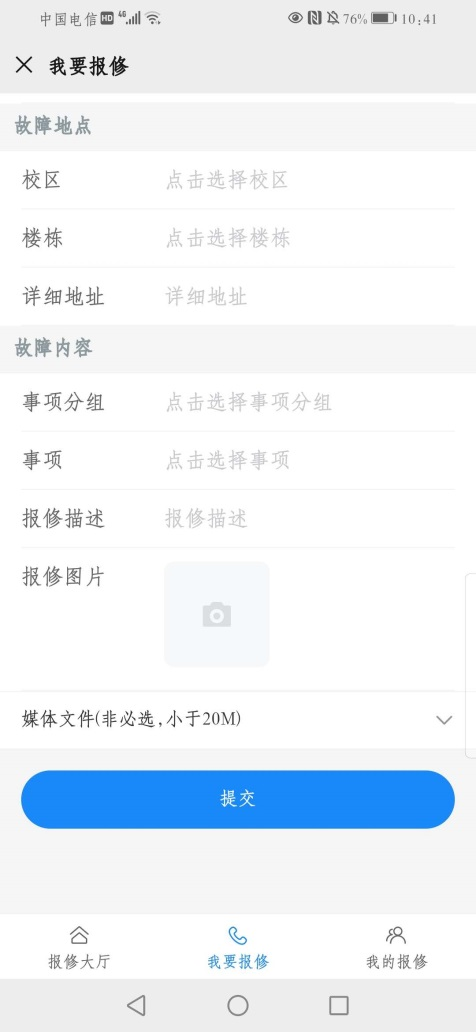 中国电信 HD 4G 76% 10:41
我要报修
故障地点
校区 点击选择校区
楼栋 点击选择楼栋
详细地址 详细地址
故障内容
事项分组 点击选择事项分组
事项 点击选择事项
报修描述 报修描述
报修图片
媒体文件(非必选,小于20M)
提交
报修大厅 我要报修 我的报修